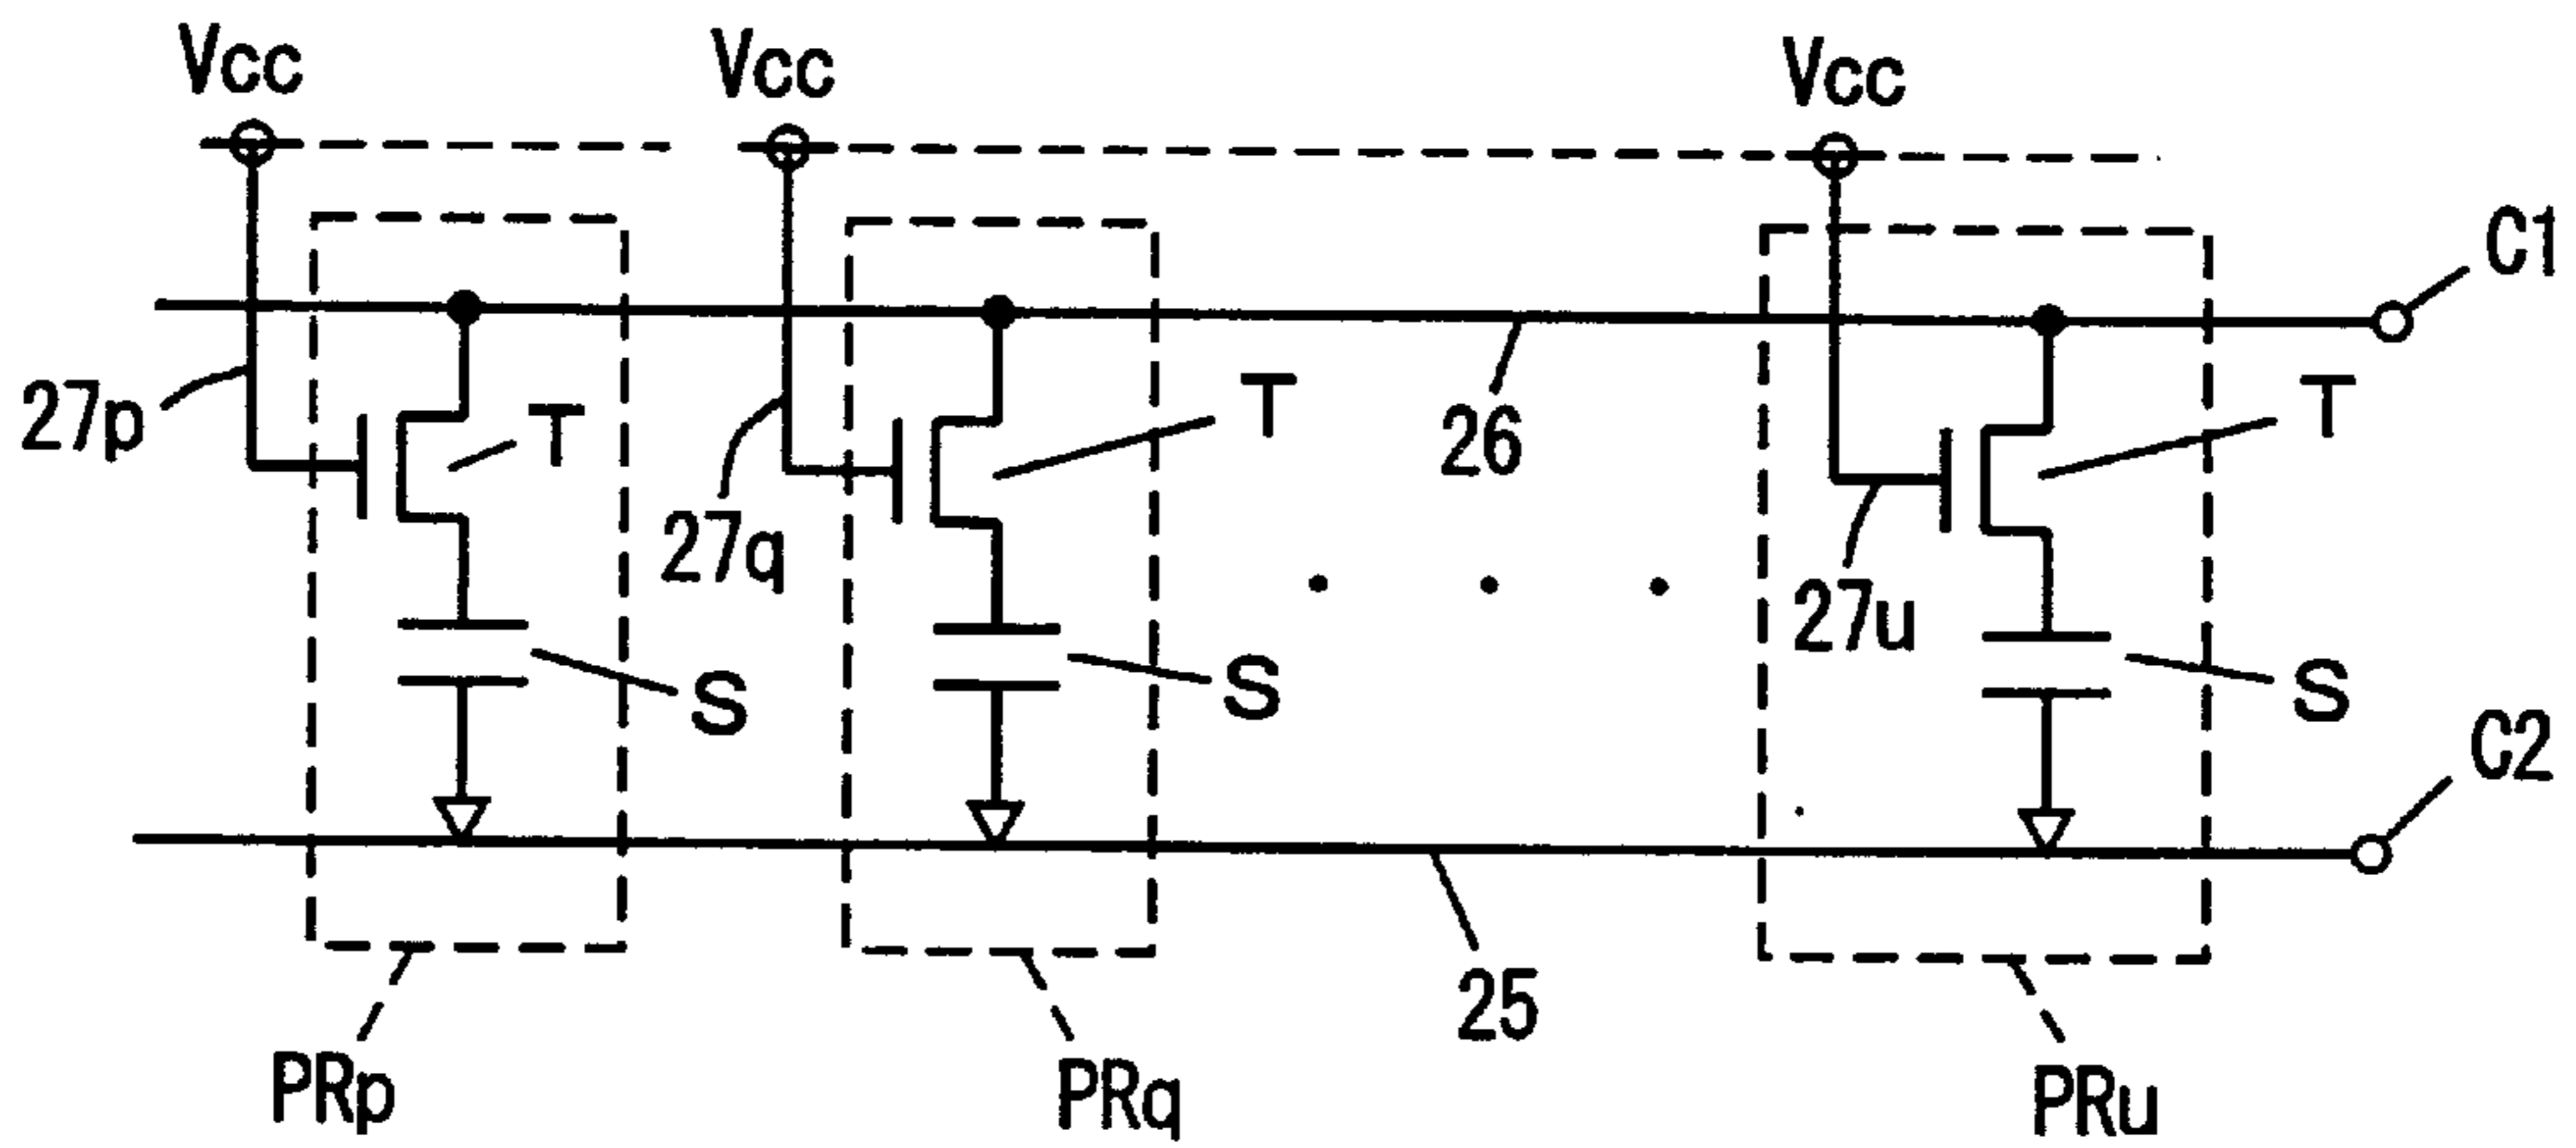 Vcc Vcc Vcc
C1
27p T T 26 T
27q 27u
S S S
C2
25
PRp PRq PRu